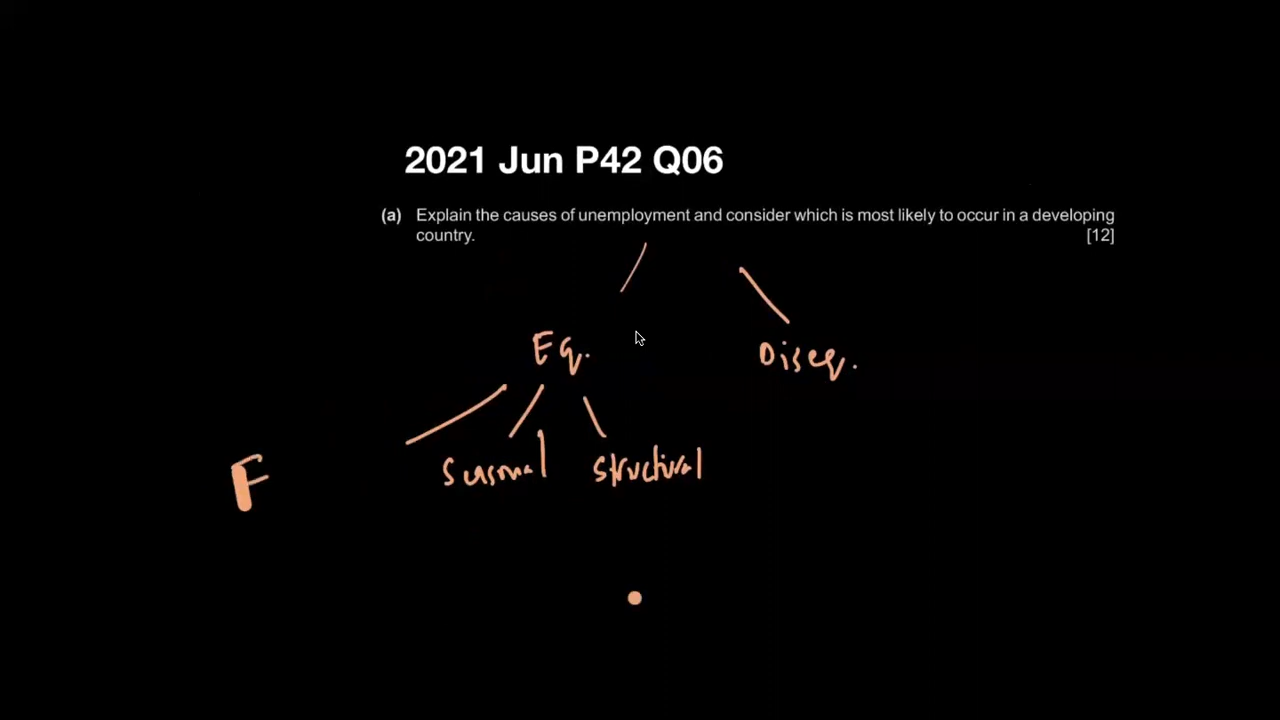 2021 Jun P42 Q06
(a) Explain the causes of unemployment and consider which is most likely to occur in a developing
country. [12]
Eq. Diseq.
F Seasonal Structural